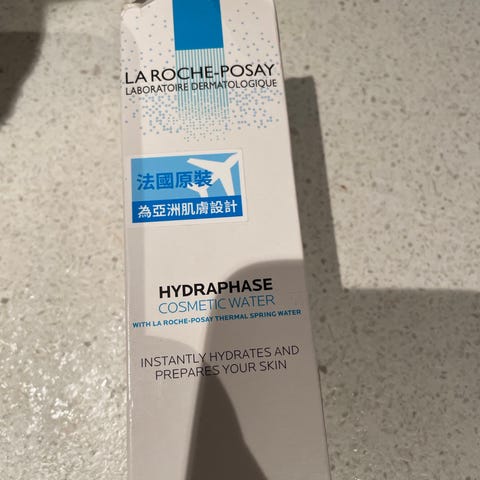 LA ROCHE-POSAY
LABORATOIRE DERMATOLOGIQUE
法國原裝
為亞洲肌膚設計
HYDRAPHASE
COSMETIC WATER
WITH LA ROCHE-POSAY THERMAL SPRING WATER
INSTANTLY HYDRATES AND
PREPARES YOUR SKIN